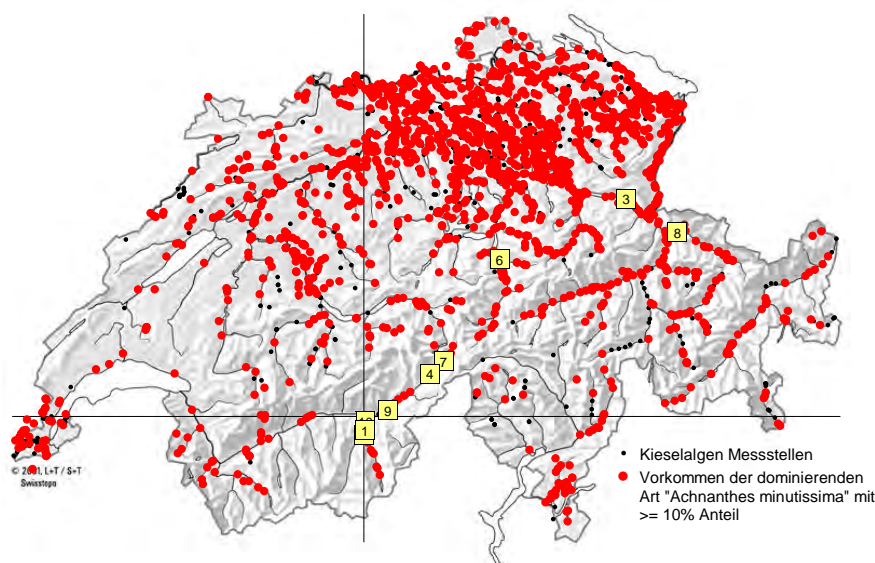 3
8
6
7
4
9
1
Kieselalgen Messstellen
Vorkommen der dominierenden
Art "Achnanthes minutissima" mit
>= 10% Anteil
L+T / S+T
Swisstopo